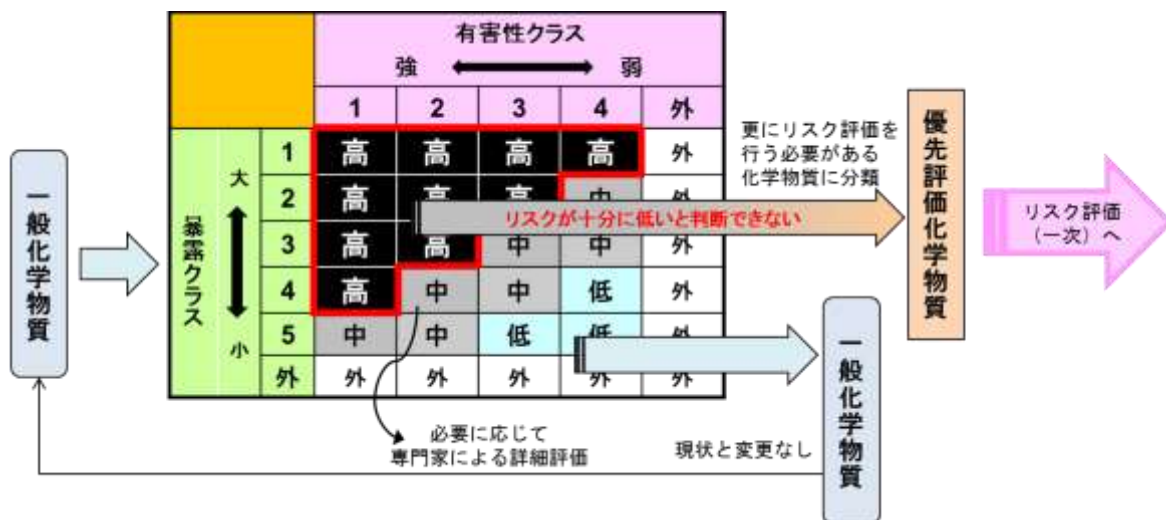 有害性クラス
強 弱
1 2 3 4 外
暴露クラス
大
小
1 高 高 高 高 外
2 高 高 高 中 外
3 高 高 中 中 外
4 高 中 中 低 外
5 中 中 低 低 外
外 外 外 外 外 外
一般化学物質
リスクが十分に低いと判断できない
更にリスク評価を
行う必要がある
化学物質に分類
優先評価化学物質
リスク評価
(一次)へ
一般化学物質
必要に応じて
専門家による詳細評価
現状と変更なし